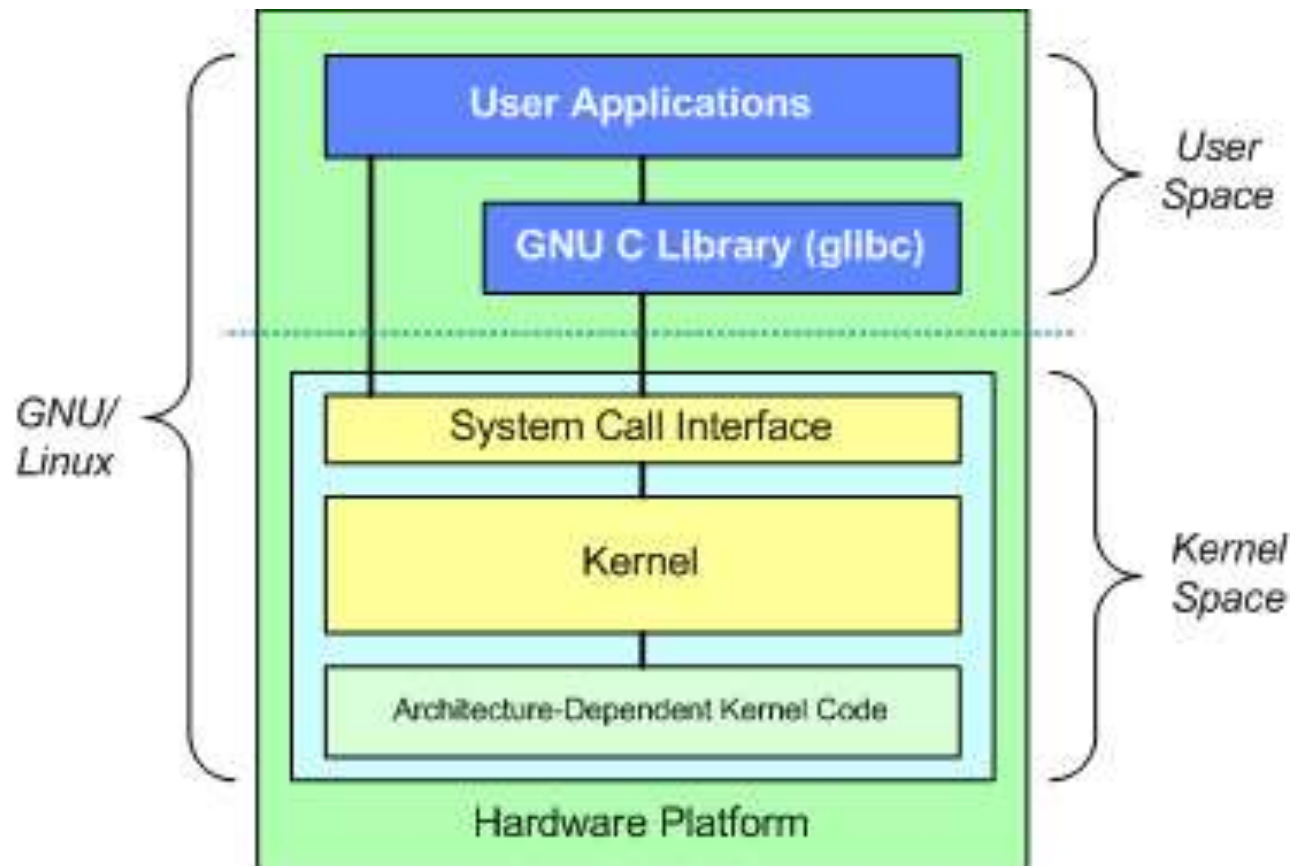 User Applications
User
Space
GNU C Library (glibc)
GNU/
Linux
System Call Interface
Kernel
Kernel
Space
Architecture-Dependent Kernel Code
Hardware Platform